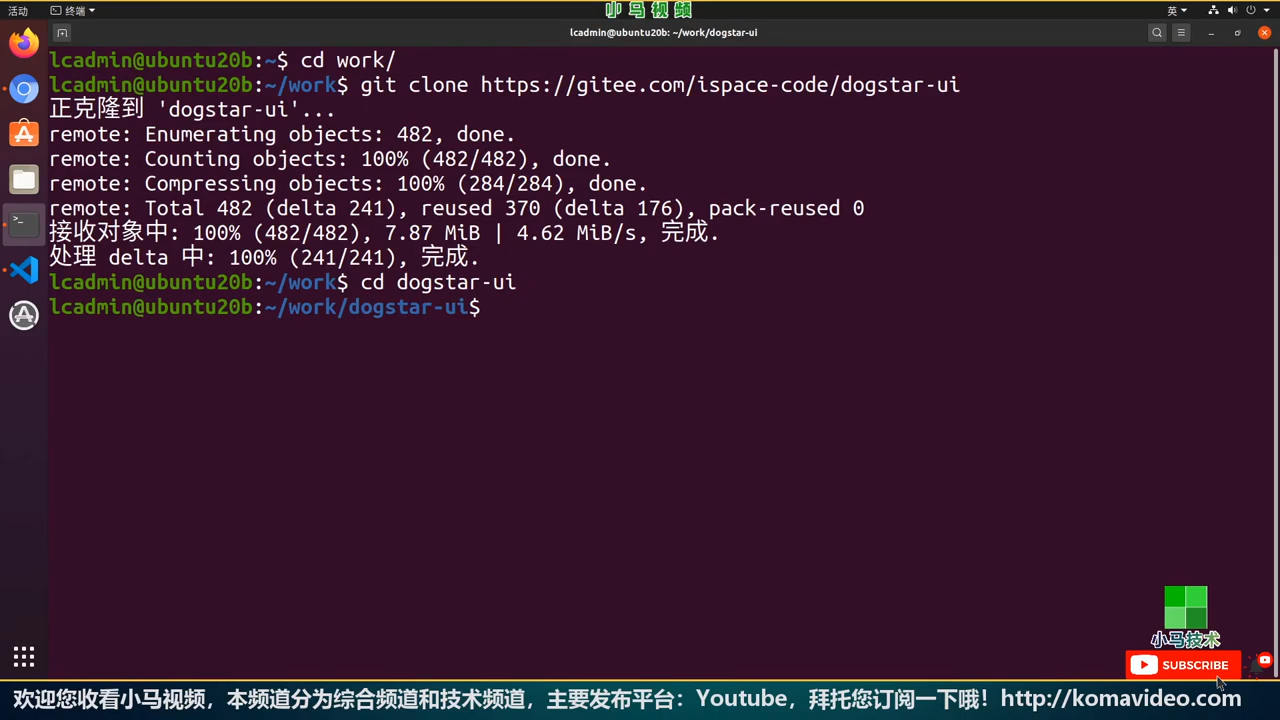 小马视频
活动 终端 英
lcadmin@ubuntu20b: ~/work/dogstar-ui
lcadmin@ubuntu20b:~$ cd work/
lcadmin@ubuntu20b:~/work$ git clone https://gitee.com/ispace-code/dogstar-ui
正克隆到 'dogstar-ui'...
remote: Enumerating objects: 482, done.
remote: Counting objects: 100% (482/482), done.
remote: Compressing objects: 100% (284/284), done.
remote: Total 482 (delta 241), reused 370 (delta 176), pack-reused 0
接收对象中: 100% (482/482), 7.87 MiB | 4.62 MiB/s, 完成.
处理 delta 中: 100% (241/241), 完成.
lcadmin@ubuntu20b:~/work$ cd dogstar-ui
lcadmin@ubuntu20b:~/work/dogstar-ui$
小马技术
SUBSCRIBE
欢迎您收看小马视频，本频道分为综合频道和技术频道，主要发布平台：Youtube，拜托您订阅一下哦！http://komavideo.com